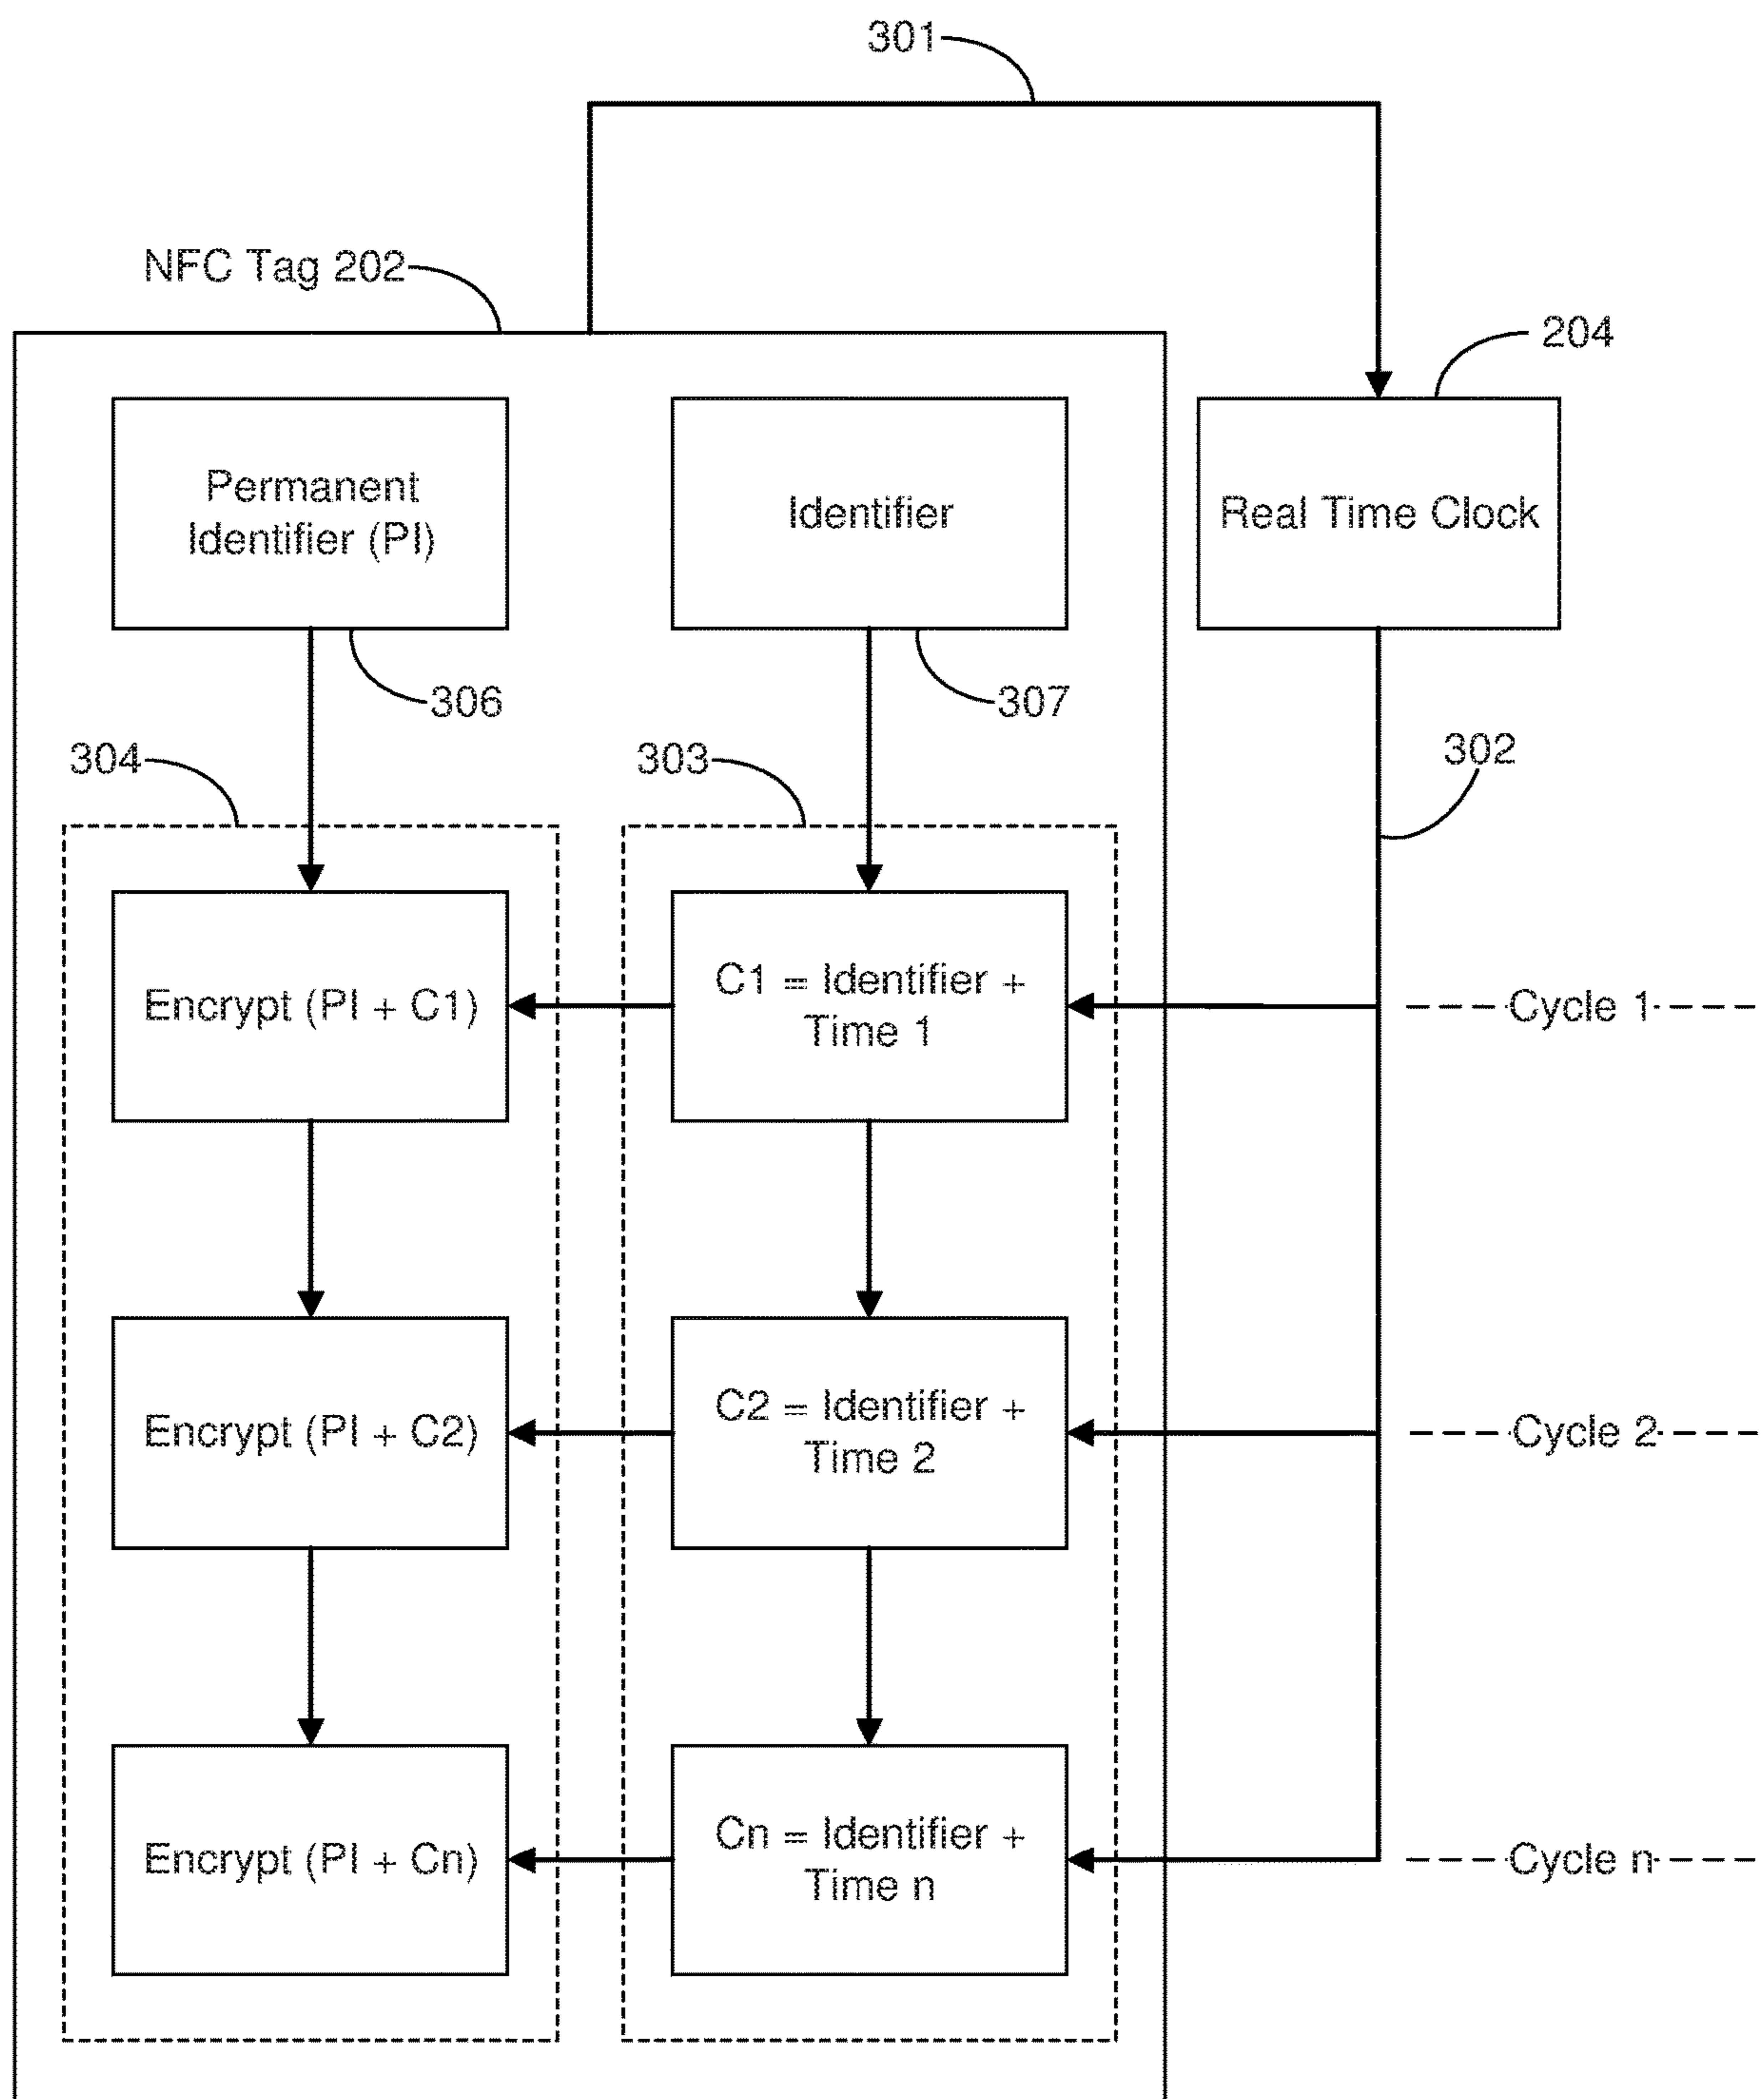 301
NFC Tag 202
204
Permanent
Identifier (PI)
Identifier
Real Time Clock
306
307
304
303
302
Encrypt (PI + C1)
C1 = Identifier +
Time 1
Cycle 1
Encrypt (PI + C2)
C2 = Identifier +
Time 2
Cycle 2
Encrypt (PI + Cn)
Cn = Identifier +
Time n
Cycle n